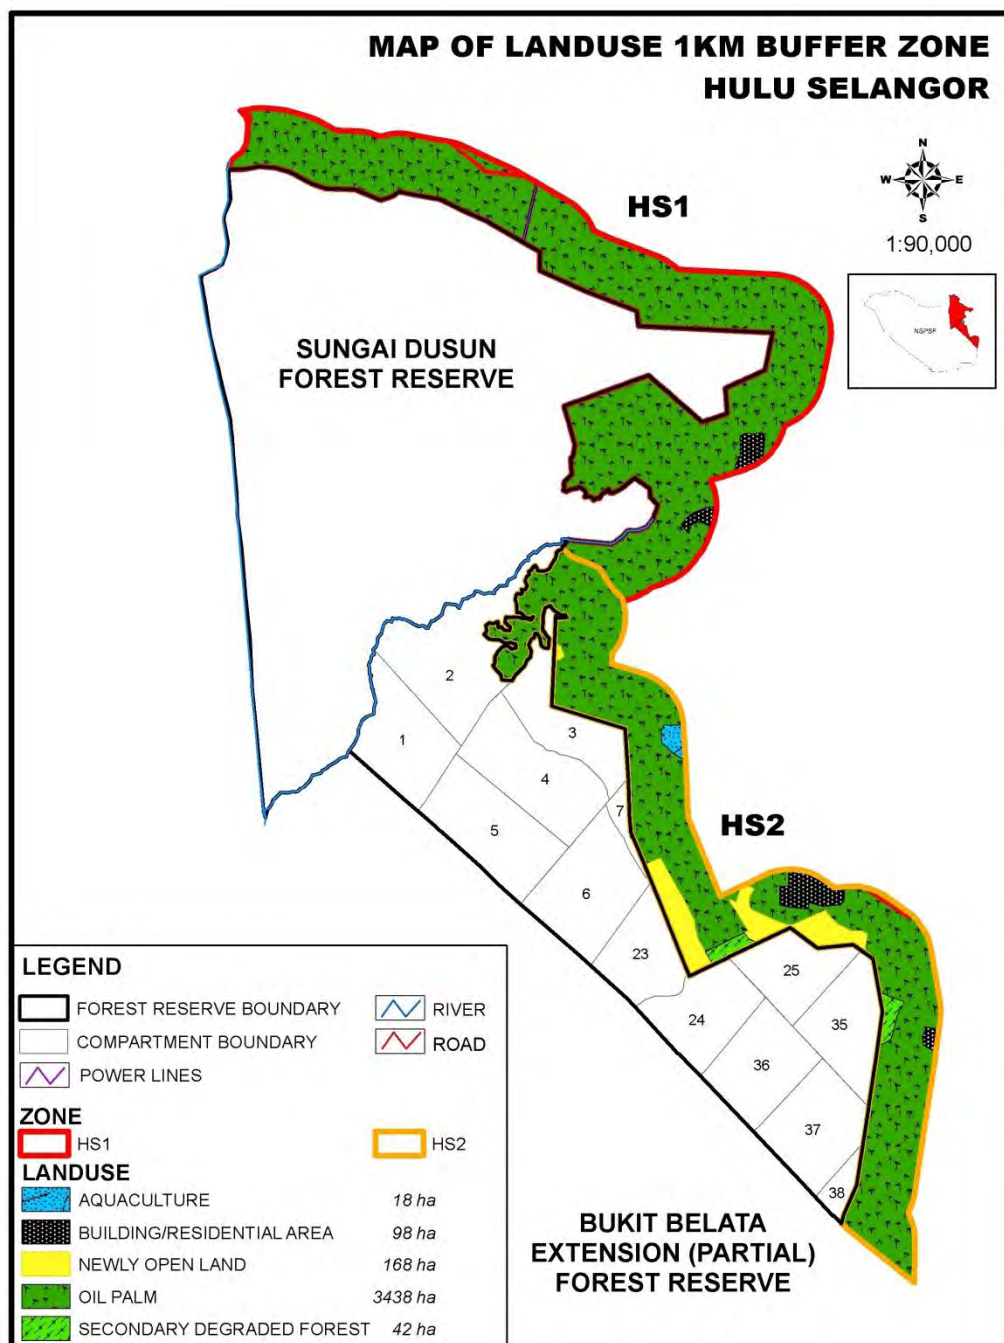 MAP OF LANDUSE 1KM BUFFER ZONE
HULU SELANGOR
N
W E
S
1:90,000
NSPSF
HS1
SUNGAI DUSUN
FOREST RESERVE
2
1
3
4
7
5
HS2
6
23
25
24
35
36
37
38
BUKIT BELATA
EXTENSION (PARTIAL)
FOREST RESERVE
LEGEND
FOREST RESERVE BOUNDARY RIVER
COMPARTMENT BOUNDARY ROAD
POWER LINES
ZONE
HS1 HS2
LANDUSE
AQUACULTURE 18 ha
BUILDING/RESIDENTIAL AREA 98 ha
NEWLY OPEN LAND 168 ha
OIL PALM 3438 ha
SECONDARY DEGRADED FOREST 42 ha